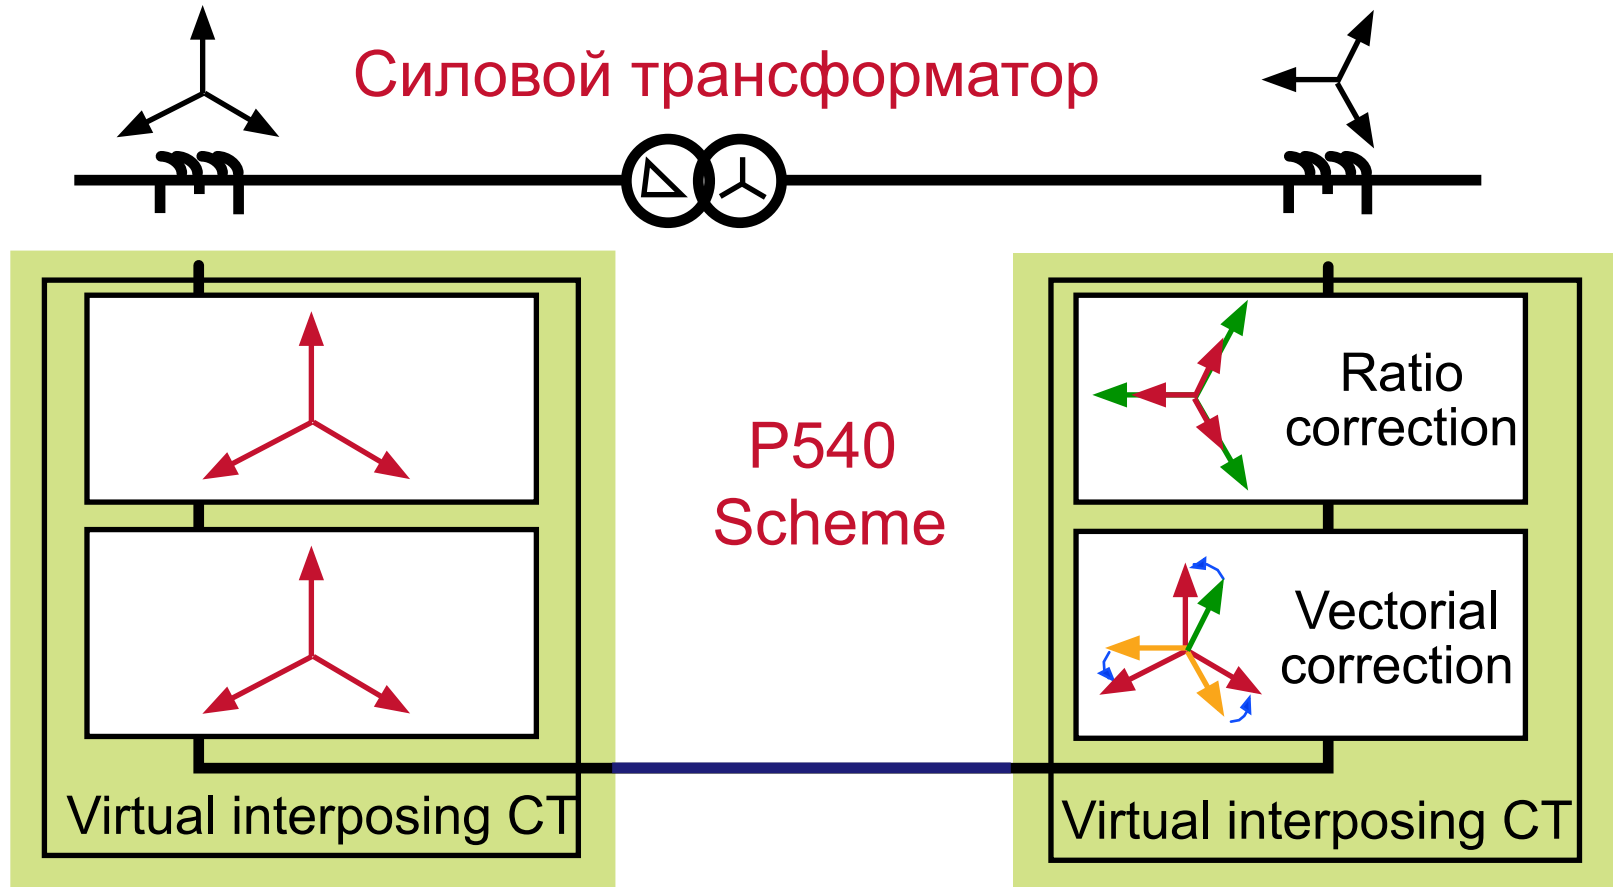 Силовой трансформатор
P540
Scheme
Ratio
correction
Vectorial
correction
Virtual interposing CT
Virtual interposing CT